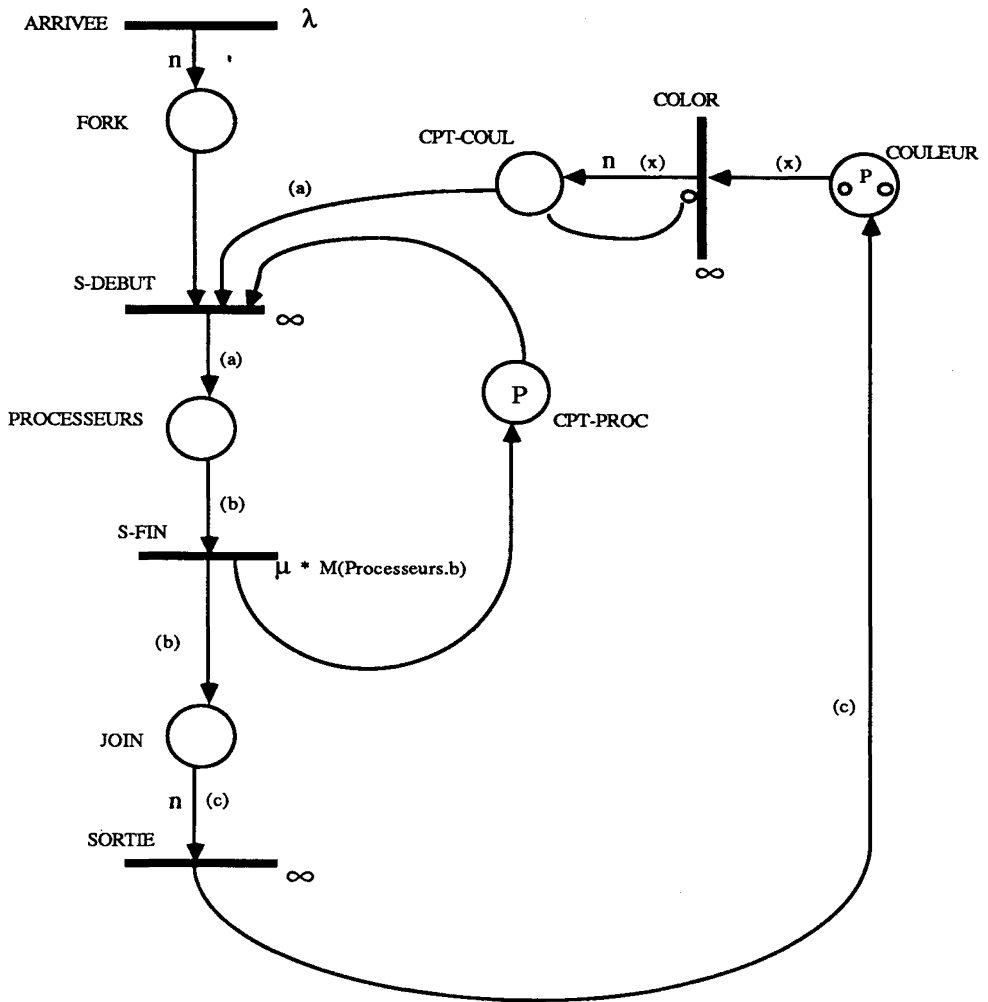 ARRIVEE
λ
n
FORK
COLOR
CPT-COUL
n (x)
(x)
COULEUR
P
(a)
S-DEBUT
∞
∞
(a)
P
PROCESSEURS
CPT-PROC
(b)
S-FIN
μ * M(Processeurs.b)
(b)
(c)
JOIN
n (c)
SORTIE
∞